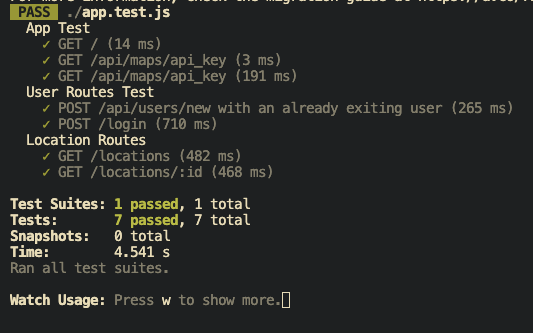 PASS ./app.test.js
App Test
✓ GET / (14 ms)
✓ GET /api/maps/api_key (3 ms)
✓ GET /api/maps/api_key (191 ms)
User Routes Test
✓ POST /api/users/new with an already exiting user (265 ms)
✓ POST /login (710 ms)
Location Routes
✓ GET /locations (482 ms)
✓ GET /locations/:id (468 ms)
Test Suites: 1 passed, 1 total
Tests: 7 passed, 7 total
Snapshots: 0 total
Time: 4.541 s
Ran all test suites.
Watch Usage: Press w to show more.